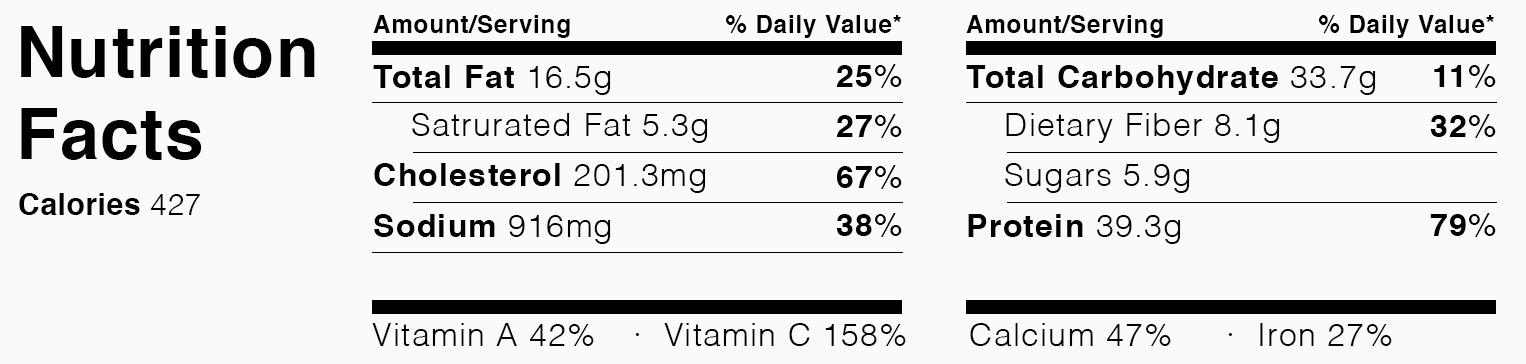 Nutrition
Facts
Calories 427
Amount/Serving % Daily Value*
Total Fat 16.5g 25%
Satrurated Fat 5.3g 27%
Cholesterol 201.3mg 67%
Sodium 916mg 38%
Vitamin A 42% · Vitamin C 158%
Amount/Serving % Daily Value*
Total Carbohydrate 33.7g 11%
Dietary Fiber 8.1g 32%
Sugars 5.9g
Protein 39.3g 79%
Calcium 47% · Iron 27%